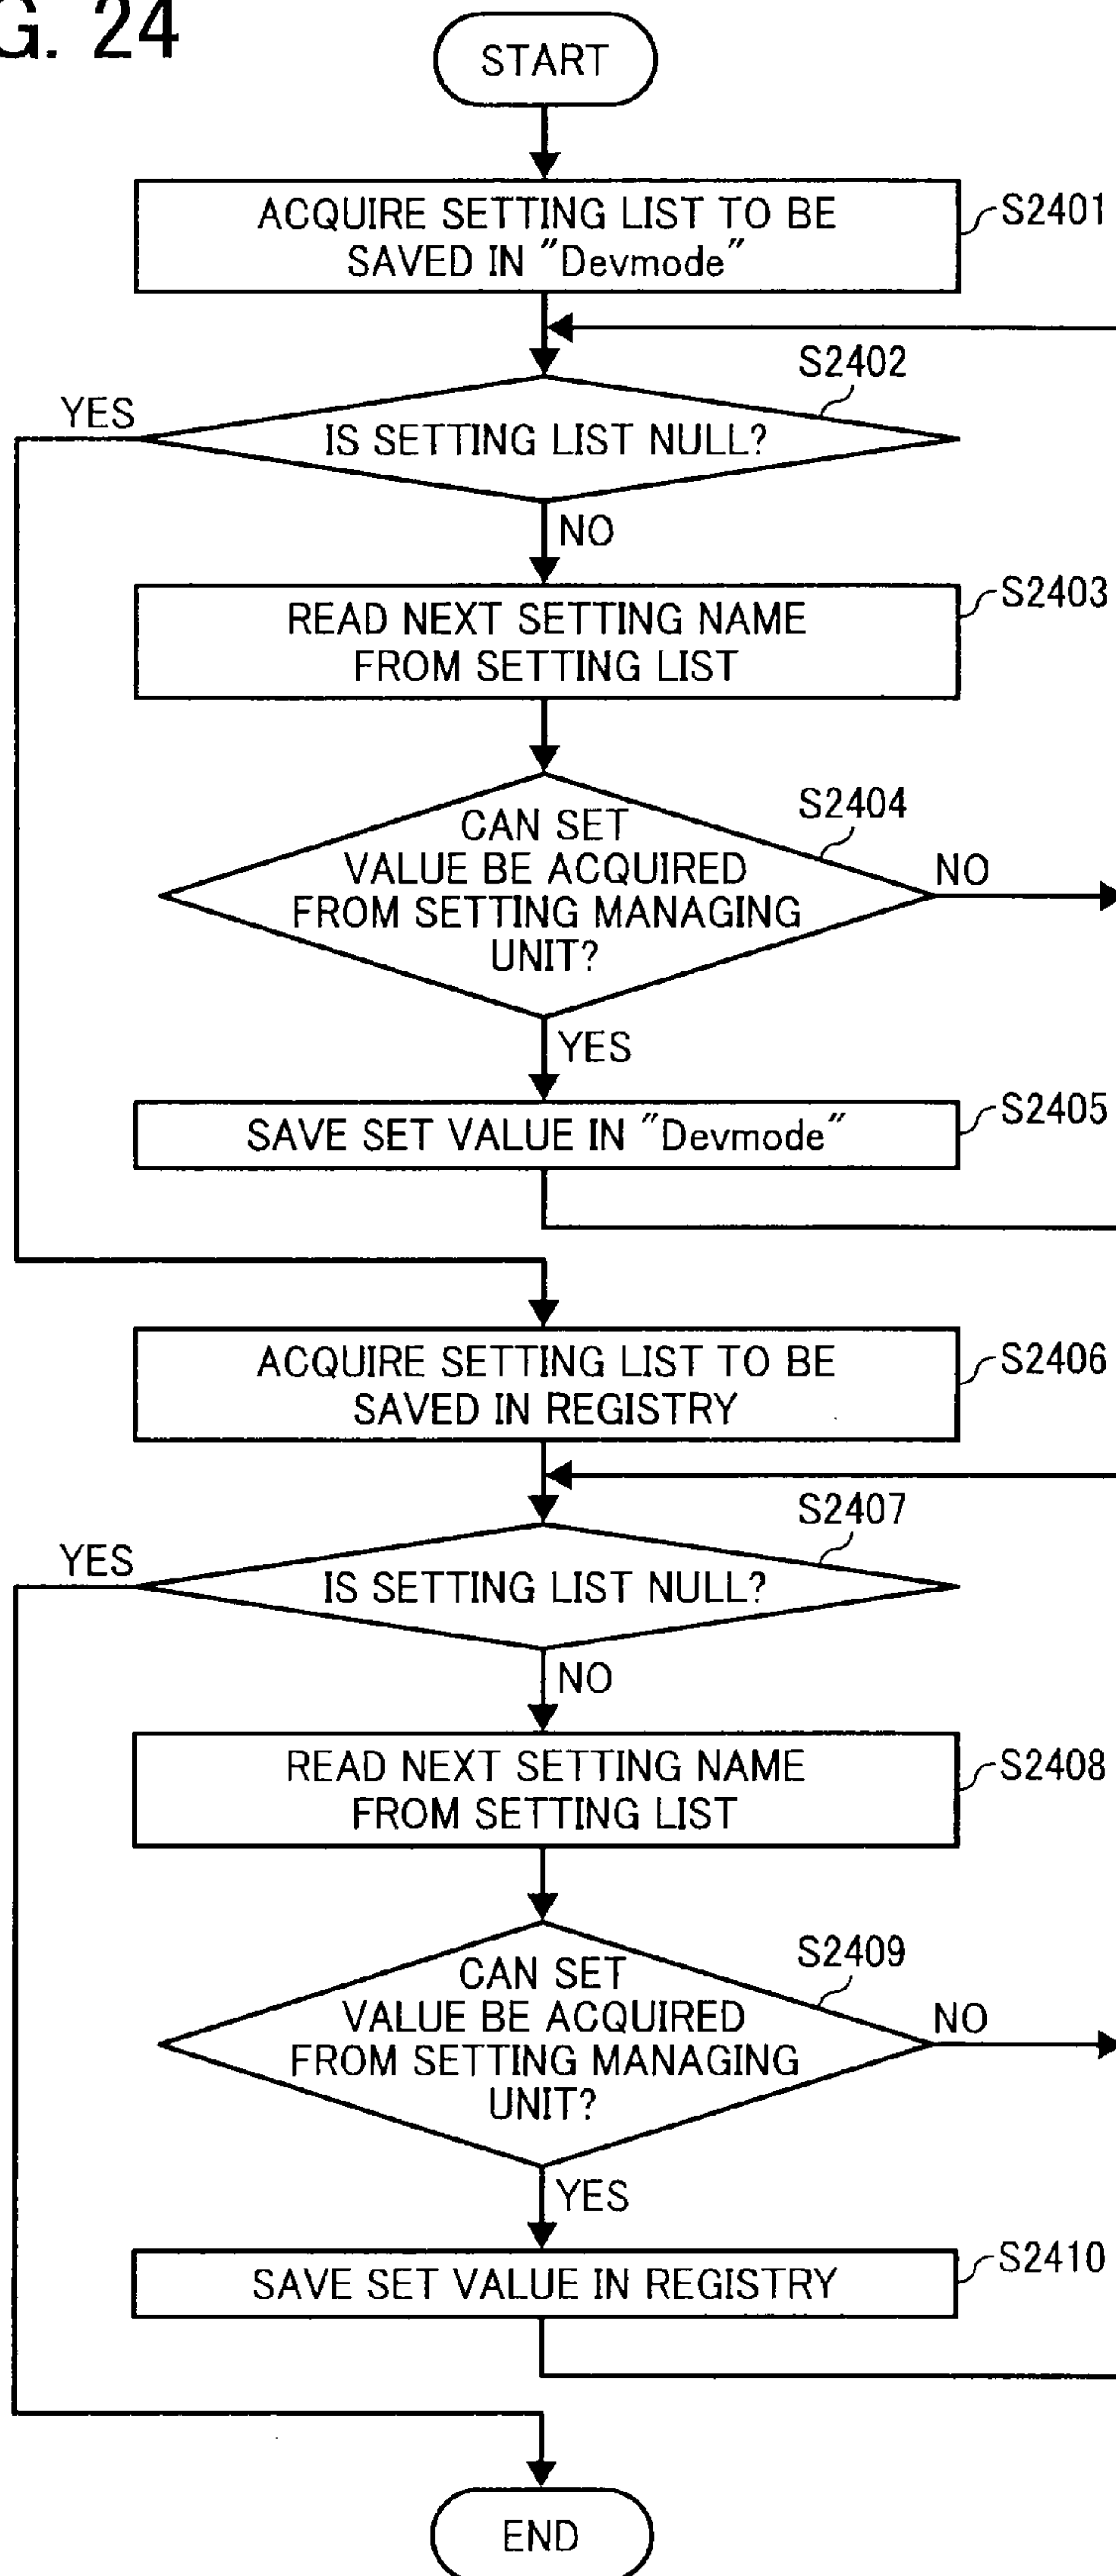 G. 24
START
ACQUIRE SETTING LIST TO BE
SAVED IN "Devmode"
S2401
S2402
YES
IS SETTING LIST NULL?
NO
READ NEXT SETTING NAME
FROM SETTING LIST
S2403
S2404
CAN SET
VALUE BE ACQUIRED
FROM SETTING MANAGING
UNIT?
NO
YES
SAVE SET VALUE IN "Devmode"
S2405
ACQUIRE SETTING LIST TO BE
SAVED IN REGISTRY
S2406
S2407
YES
IS SETTING LIST NULL?
NO
READ NEXT SETTING NAME
FROM SETTING LIST
S2408
S2409
CAN SET
VALUE BE ACQUIRED
FROM SETTING MANAGING
UNIT?
NO
YES
SAVE SET VALUE IN REGISTRY
S2410
END